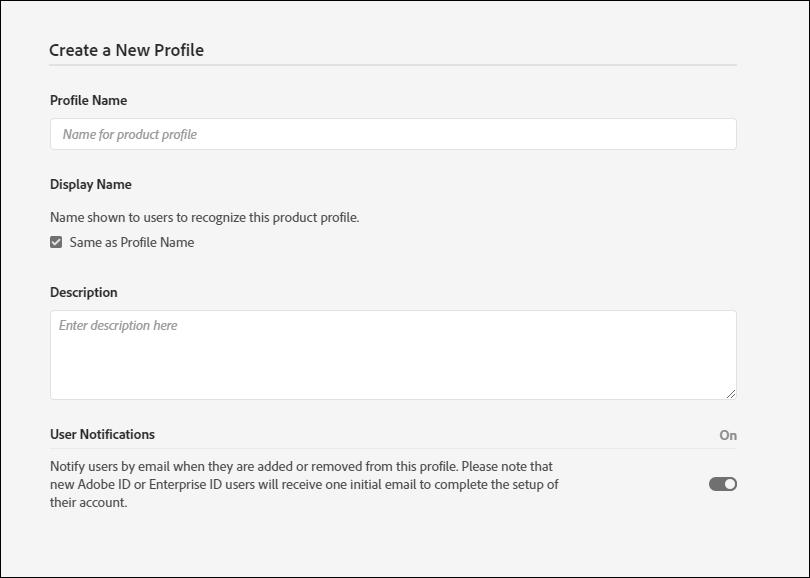 Create a New Profile
Profile Name
Name for product profile
Display Name
Name shown to users to recognize this product profile.
Same as Profile Name
Description
Enter description here
User Notifications
On
Notify users by email when they are added or removed from this profile. Please note that
new Adobe ID or Enterprise ID users will receive one initial email to complete the setup of
their account.